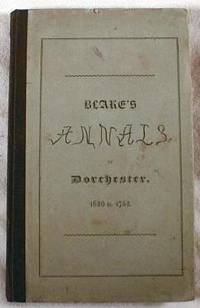 BLAKE'S
ANNALS
OF
Dorchester.
1630 to 1753.